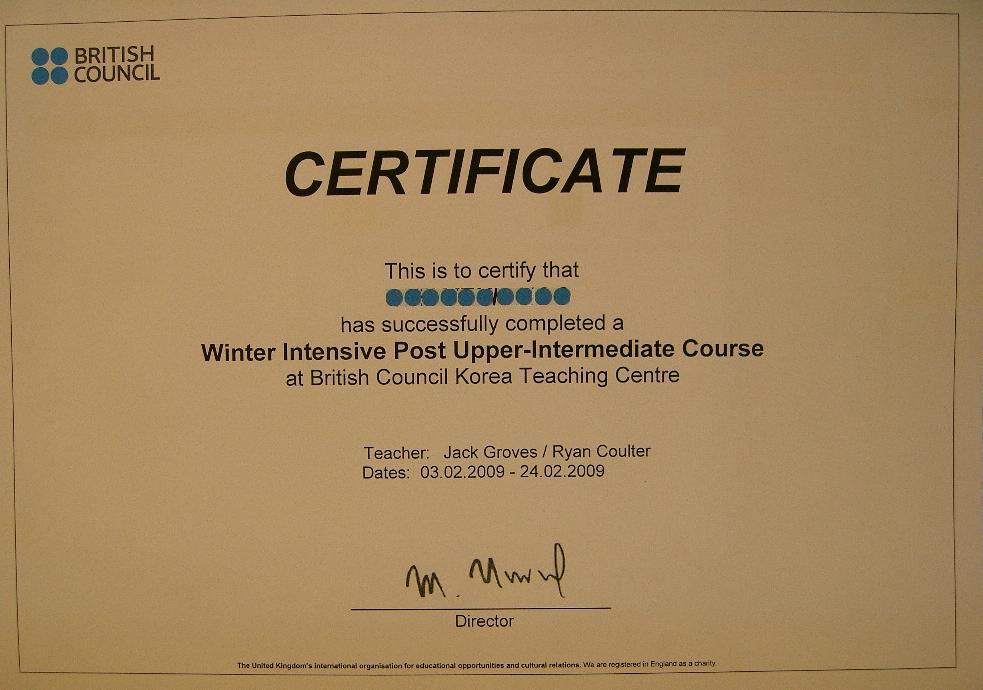 BRITISH
COUNCIL
CERTIFICATE
This is to certify that
has successfully completed a
Winter Intensive Post Upper-Intermediate Course
at British Council Korea Teaching Centre
Teacher: Jack Groves / Ryan Coulter
Dates: 03.02.2009 - 24.02.2009
Director
The United Kingdom's international organisation for educational opportunities and cultural relations. We are registered in England as a charity.